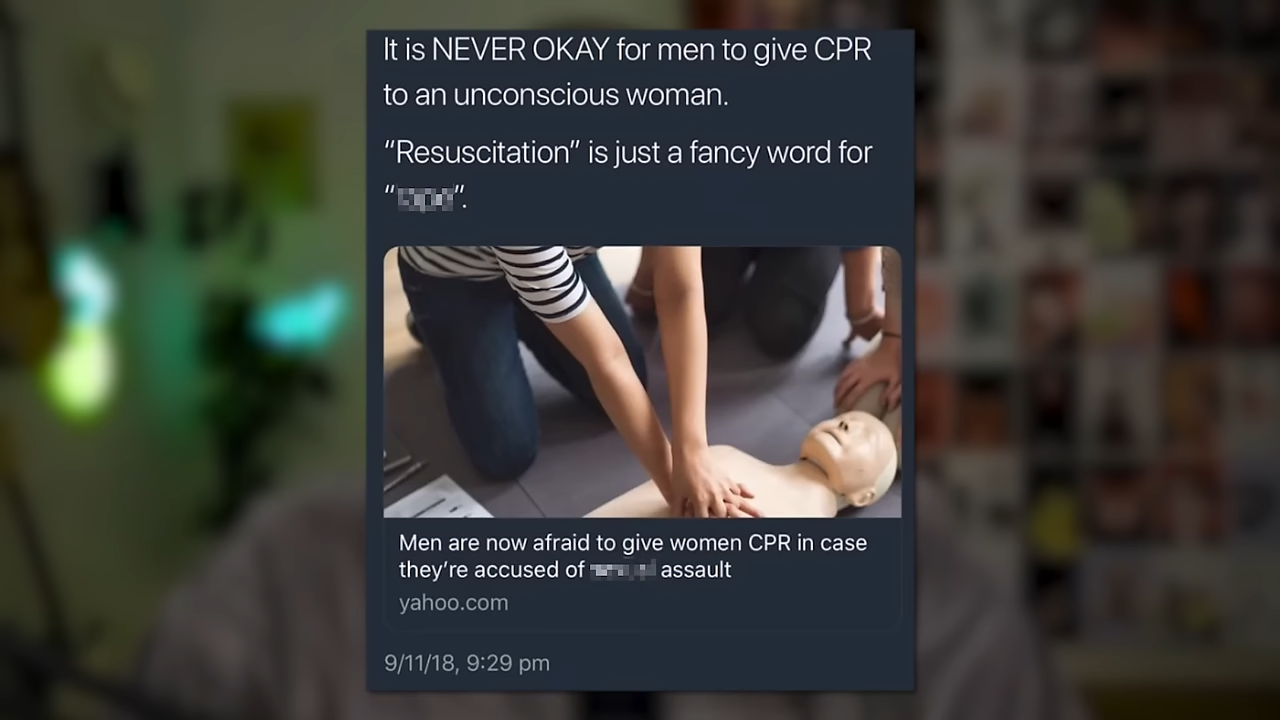 It is NEVER OKAY for men to give CPR
to an unconscious woman.
“Resuscitation” is just a fancy word for
“ ”.
Men are now afraid to give women CPR in case
they’re accused of assault
yahoo.com
9/11/18, 9:29 pm